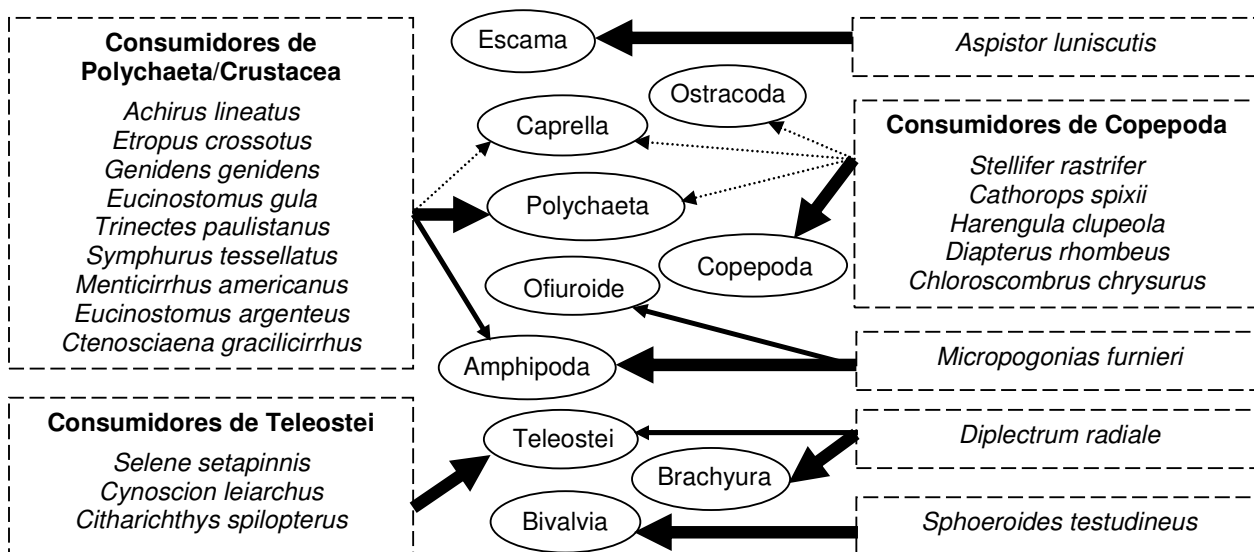 Consumidores de
Polychaeta/Crustacea
Achirus lineatus
Etropus crossotus
Genidens genidens
Eucinostomus gula
Trinectes paulistanus
Symphurus tessellatus
Menticirrhus americanus
Eucinostomus argenteus
Ctenosciaena gracilicirrhus
Consumidores de Teleostei
Selene setapinnis
Cynoscion leiarchus
Citharichthys spilopterus
Escama
Ostracoda
Caprella
Polychaeta
Copepoda
Ofiuroide
Amphipoda
Teleostei
Brachyura
Bivalvia
Aspistor luniscutis
Consumidores de Copepoda
Stellifer rastrifer
Cathorops spixii
Harengula clupeola
Diapterus rhombeus
Chloroscombrus chrysurus
Micropogonias furnieri
Diplectrum radiale
Sphoeroides testudineus